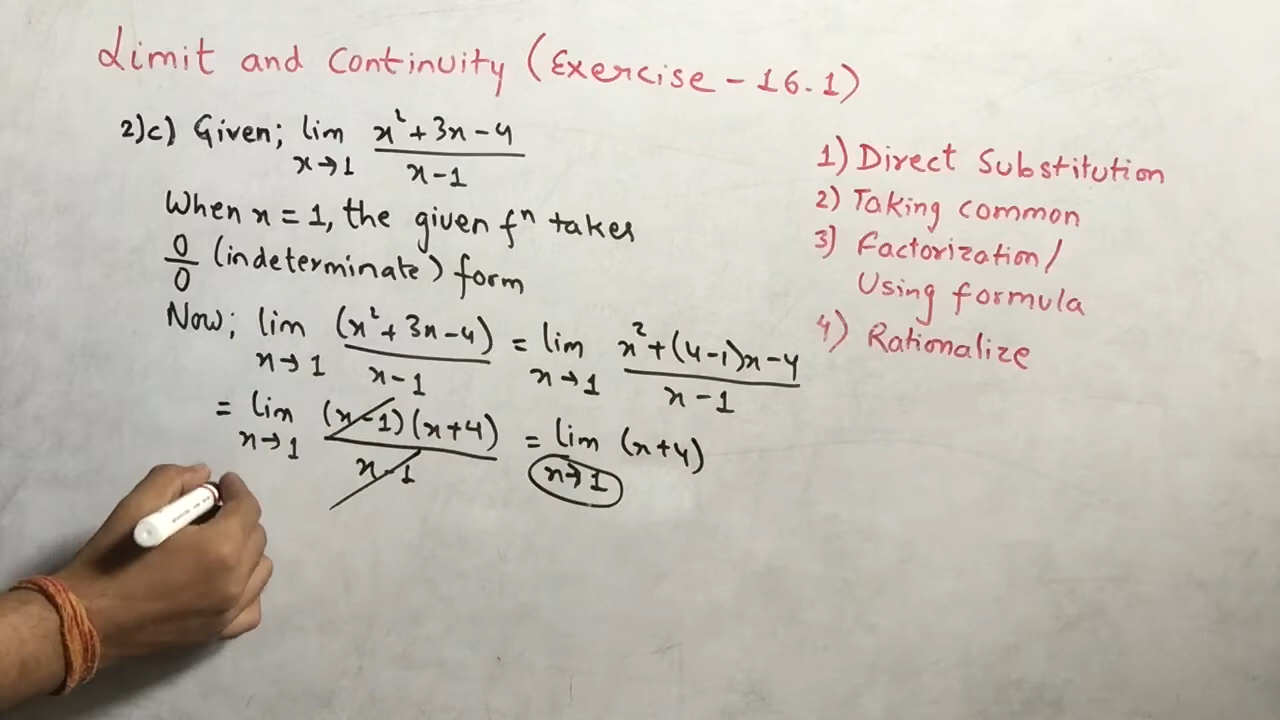 Limit and Continuity (Exercise - 16.1)
2)c) Given; lim x→1 (x² + 3x - 4)/(x - 1)
When x = 1, the given fⁿ takes
0/0 (indeterminate) form
Now; lim x→1 (x² + 3x - 4)/(x - 1) = lim x→1 (x² + (4-1)x - 4)/(x - 1)
= lim x→1 (x - 1)(x + 4)/(x - 1) = lim x→1 (x + 4)
1) Direct Substitution
2) Taking common
3) Factorization /
Using formula
4) Rationalize